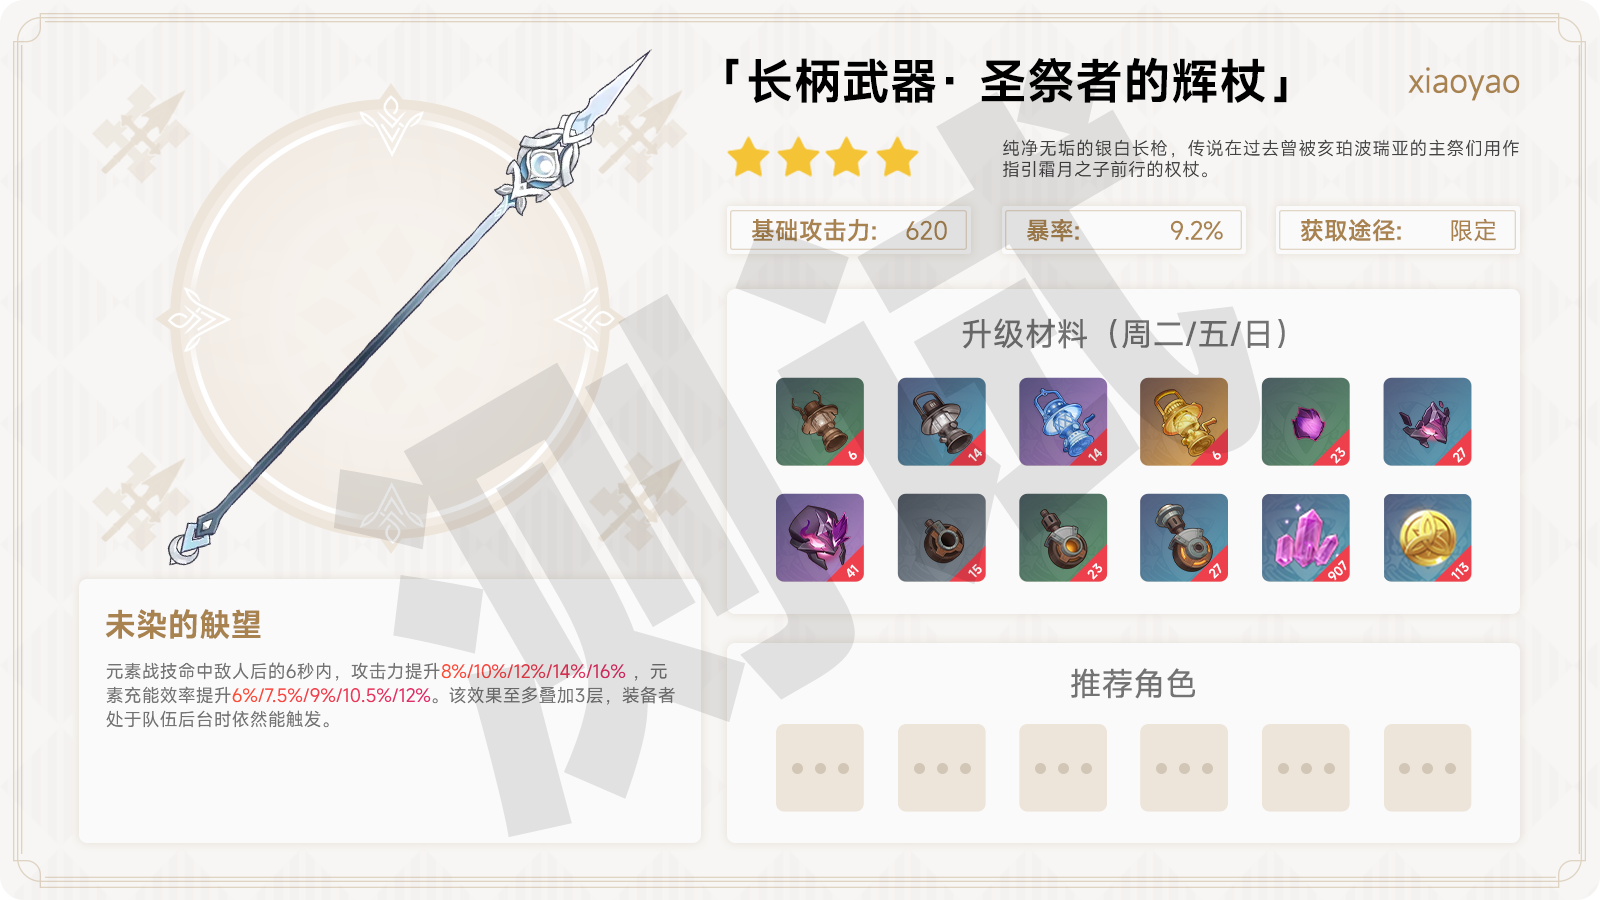 「长柄武器· 圣祭者的辉杖」
xiaoyao
纯净无垢的银白长枪，传说在过去曾被亥珀波瑞亚的主祭们用作
指引霜月之子前行的权杖。
基础攻击力: 620
暴率: 9.2%
获取途径: 限定
升级材料（周二/五/日）
6 14 14 6 23 27
41 15 23 27 907 113
未染的觖望
元素战技命中敌人后的6秒内，攻击力提升8%/10%/12%/14%/16%，元
素充能效率提升6%/7.5%/9%/10.5%/12%。该效果至多叠加3层，装备者
处于队伍后台时依然能触发。
推荐角色
测试